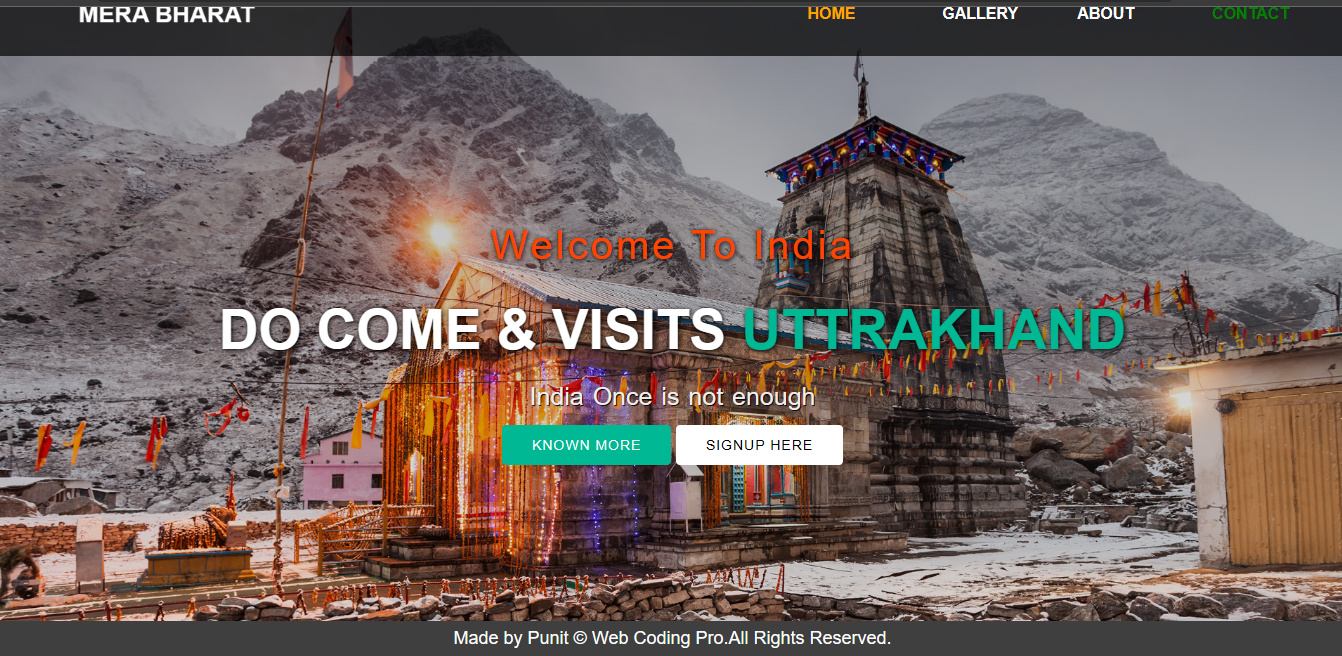 MERA BHARAT HOME GALLERY ABOUT CONTACT
Welcome To India
DO COME & VISITS UTTRAKHAND
India Once is not enough
KNOWN MORE SIGNUP HERE
Made by Punit © Web Coding Pro.All Rights Reserved.